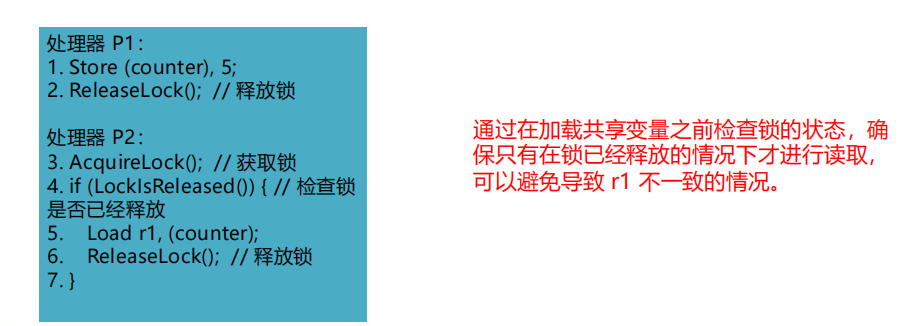 处理器 P1：
1. Store (counter), 5;
2. ReleaseLock();  // 释放锁
处理器 P2：
3. AcquireLock();  // 获取锁
4. if (LockIsReleased()) { // 检查锁
是否已经释放
5.    Load r1, (counter);
6.    ReleaseLock();  // 释放锁
7. }
通过在加载共享变量之前检查锁的状态，确
保只有在锁已经释放的情况下才进行读取，
可以避免导致 r1 不一致的情况。